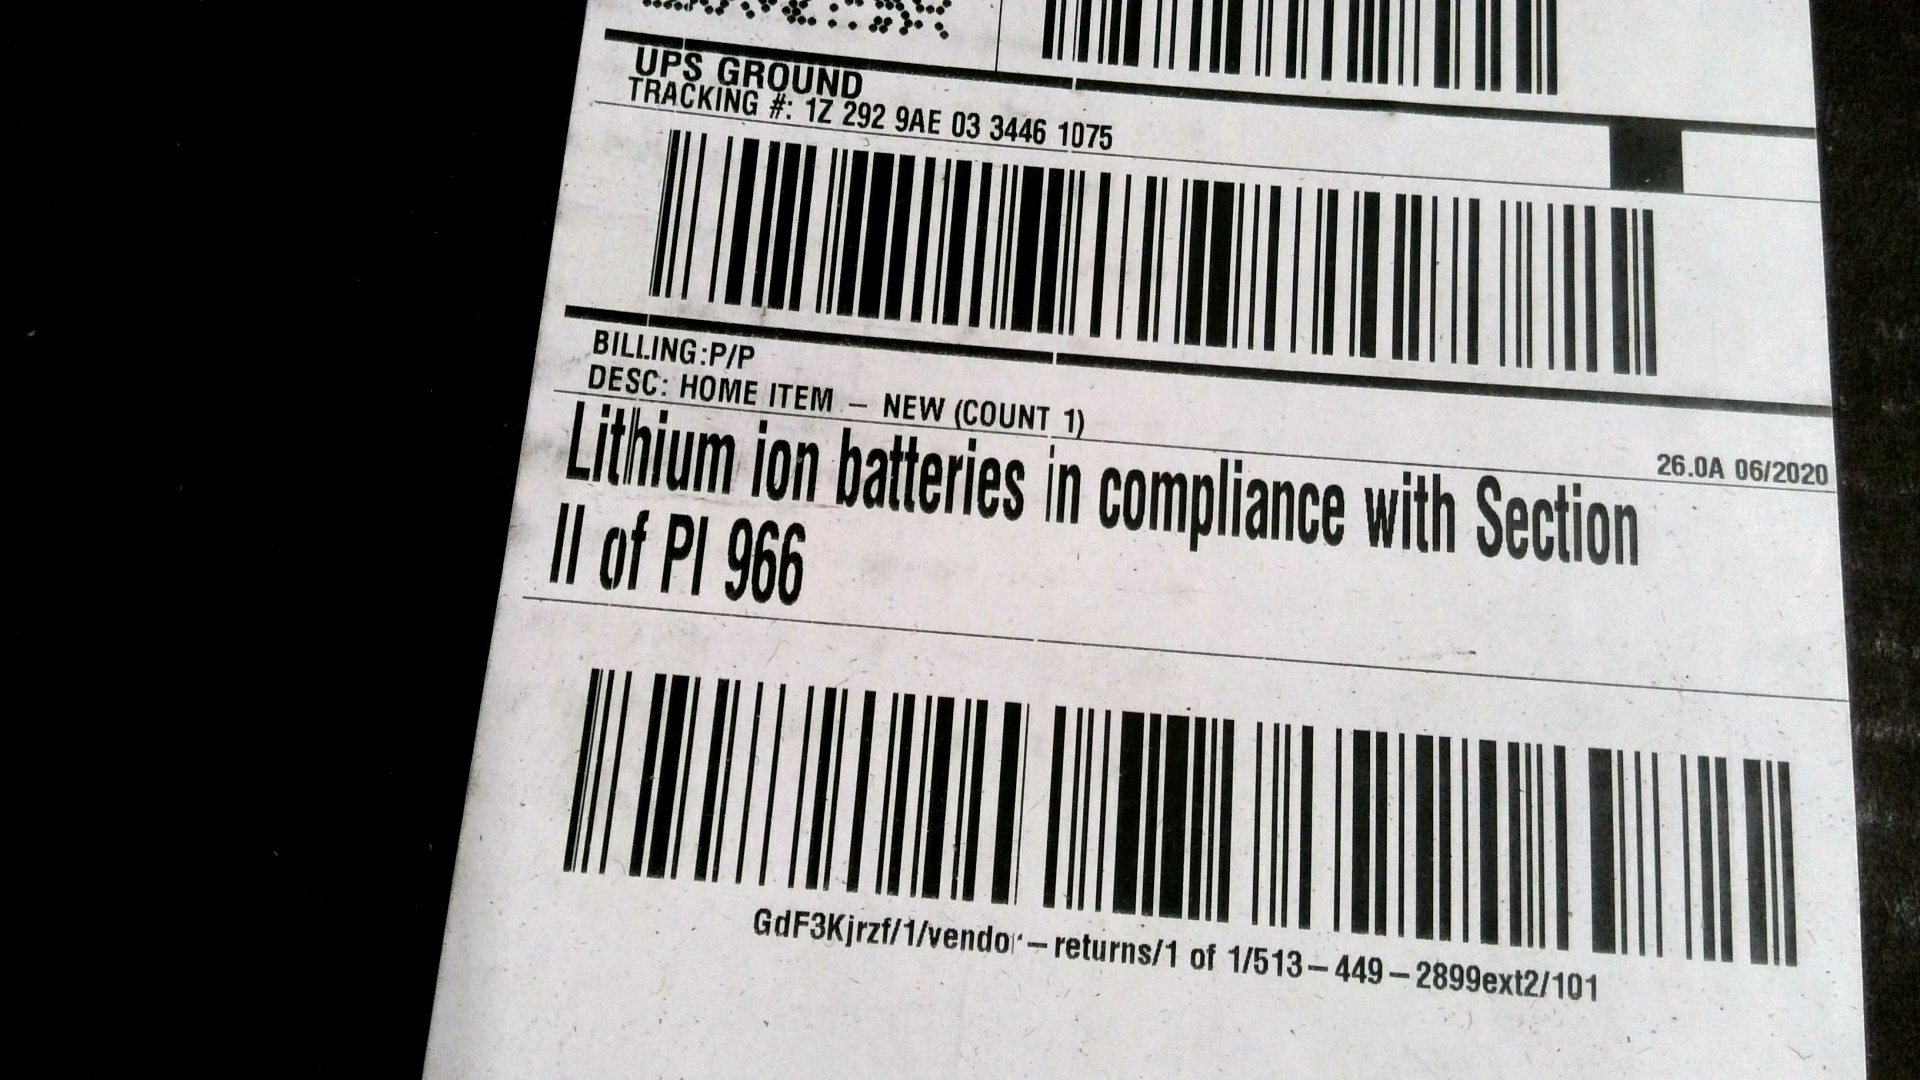 UPS GROUND
TRACKING #: 1Z 292 9AE 03 3446 1075
BILLING:P/P
DESC: HOME ITEM – NEW (COUNT 1)
26.0A 06/2020
Lithium ion batteries in compliance with Section
II of PI 966
GdF3Kjrzf/1/vendor–returns/1 of 1/513–449–2899ext2/101